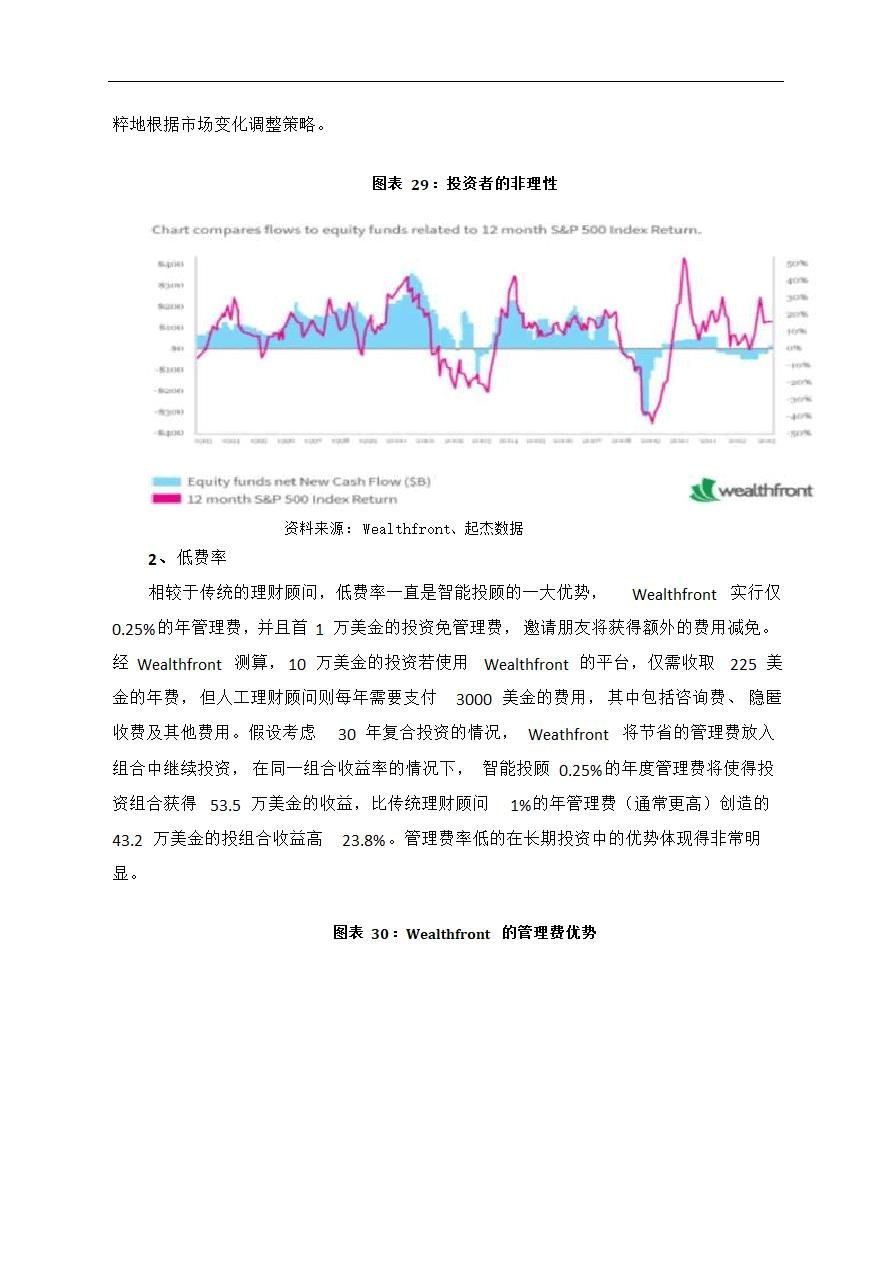 粹地根据市场变化调整策略。
图表 29：投资者的非理性
Chart compares flows to equity funds related to 12 month S&P 500 Index Return.
$400 50%
$300 40%
30%
$200 20%
$100 10%
$0 0%
-$100 -10%
-$200 -20%
-30%
-$300 -40%
-$400 -50%
Equity funds net New Cash Flow ($B)
12 month S&P 500 Index Return
wealthfront
资料来源：Wealthfront、起杰数据
2、低费率
相较于传统的理财顾问，低费率一直是智能投顾的一大优势， Wealthfront 实行仅
0.25%的年管理费，并且首 1 万美金的投资免管理费，邀请朋友将获得额外的费用减免。
经 Wealthfront 测算，10 万美金的投资若使用 Wealthfront 的平台，仅需收取 225 美
金的年费，但人工理财顾问则每年需要支付 3000 美金的费用，其中包括咨询费、隐匿
收费及其他费用。假设考虑 30 年复合投资的情况， Weathfront 将节省的管理费放入
组合中继续投资，在同一组合收益率的情况下， 智能投顾 0.25%的年度管理费将使得投
资组合获得 53.5 万美金的收益，比传统理财顾问 1%的年管理费（通常更高）创造的
43.2 万美金的投组合收益高 23.8%。管理费率低的在长期投资中的优势体现得非常明
显。
图表 30：Wealthfront 的管理费优势